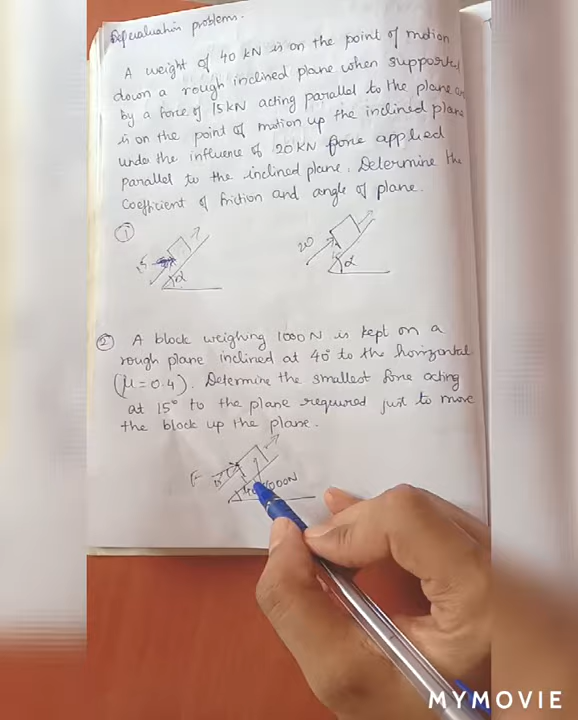 Self evaluation problems.
A weight of 40 kN is on the point of motion
down a rough inclined plane when supported
by a force of 15 kN acting parallel to the plane
is on the point of motion up the inclined plane
under the influence of 20 KN force applied
parallel to the inclined plane. Determine the
coefficient of friction and angle of plane.
①
20
α
α
② A block weighing 1000 N is kept on a
rough plane inclined at 40° to the horizontal
(μ = 0.4). Determine the smallest force acting
at 15° to the plane required just to move
the block up the plane.
1000N
MYMOVIE